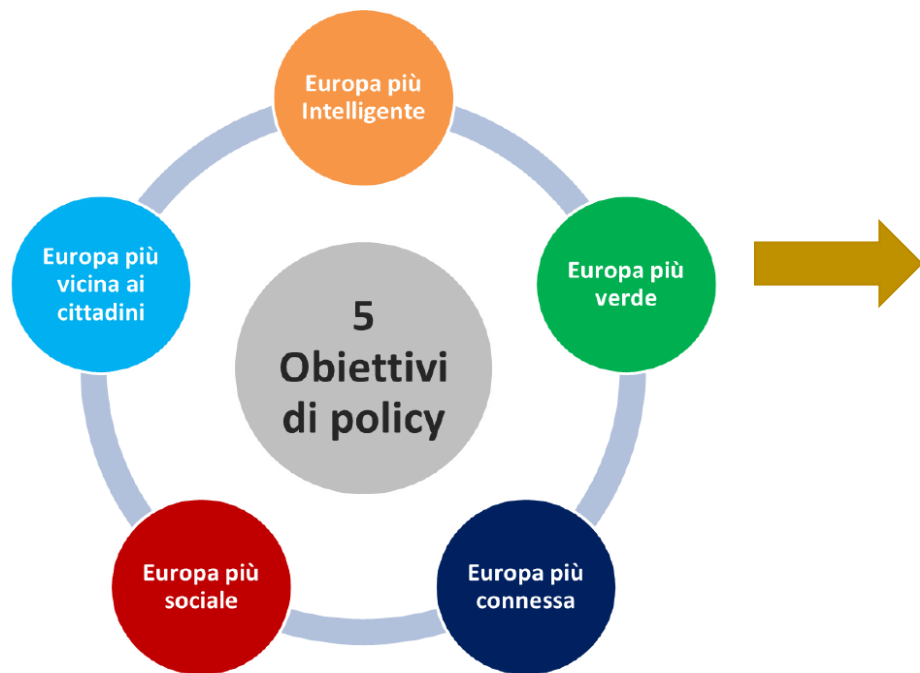 Europa più
Intelligente
Europa più
vicina ai
cittadini
Europa più
verde
5
Obiettivi
di policy
Europa più
sociale
Europa più
connessa